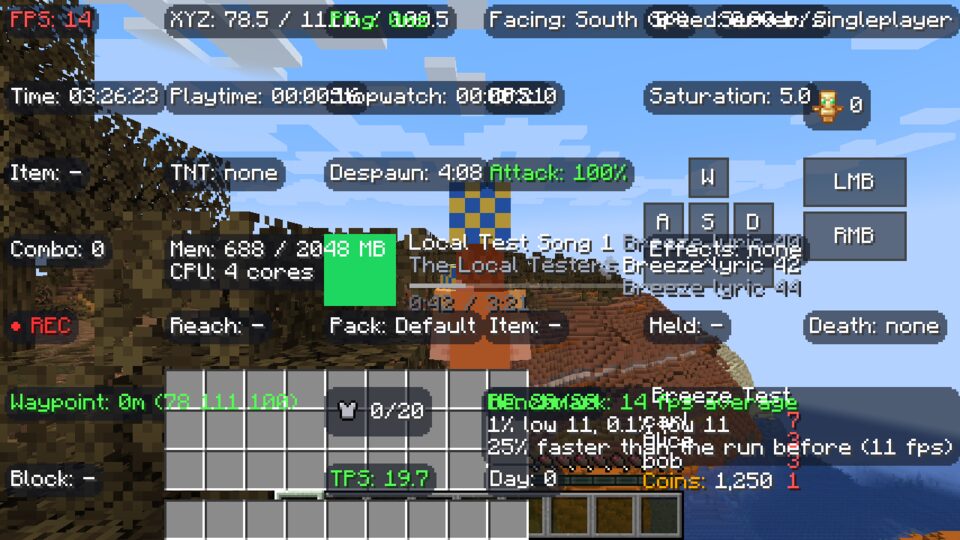 FPS: 14
XYZ: 78.5 /
Facing: South
Singleplayer
Time: 03:26:23
Playtime: 00:00
Saturation: 5.0
0
Item: -
TNT: none
Despawn: 4:08
Attack: 100%
W
LMB
A
S
D
RMB
Combo: 0
Mem: 688 / 2048 MB
CPU: 4 cores
Local Test Song 1
The Local Testers
0:42 / 3:21
Effects: none
Breeze lyric 42
Breeze lyric 44
● REC
Reach: -
Pack: Default
Item: -
Held: -
Death: none
Waypoint: 0m (78 111 100)
0/20
14 fps average
Breeze Test
1% low 11, 0.1% low 11
7
25% faster than the run before (11 fps)
3
bob
3
Block: -
TPS: 19.7
Day: 0
Coins: 1,250
1